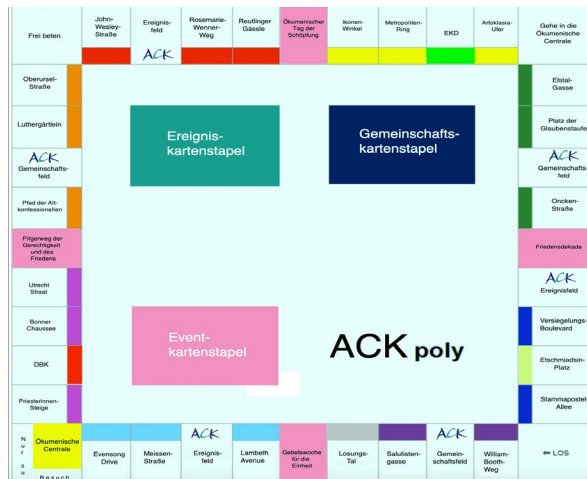 Frei beten
John-
Wesley-
Straße
Ereignis-
feld
ACK
Rosemarie-
Wenner-
Weg
Reutlinger
Gässle
Ökumenischer
Tag der
Schöpfung
Ikonen-
Winkel
Metropoliten-
Ring
EKD
Artoklasia-
Ufer
Gehe in die
Ökumenische
Centrale
Oberursel-
Straße
Luthergärtlein
ACK
Gemeinschafts-
feld
Pfad der Alt-
konfessionellen
Pilgerweg der
Gerechtigkeit
und des
Friedens
Utrecht
Straat
Bonner
Chaussee
DBK
Priesterinnen-
Steige
Ereignis-
kartenstapel
Gemeinschafts-
kartenstapel
Event-
kartenstapel
ACK poly
Elstal-
Gasse
Platz der
Glaubenstaufe
ACK
Gemeinschafts-
feld
Oncken-
Straße
Friedensdekade
ACK
Ereignisfeld
Versiegelungs-
Boulevard
Etschmiadsin-
Platz
Stammapostel-
Allee
Nur zu
Ökumenische
Centrale
Besuch
Evensong
Drive
Meissen-
Straße
ACK
Ereignis-
feld
Lambeth
Avenue
Gebetswoche
für die
Einheit
Losungs-
Tal
Salutisten-
gasse
ACK
Gemein-
schaftsfeld
William-
Booth-
Weg
⇐ LOS